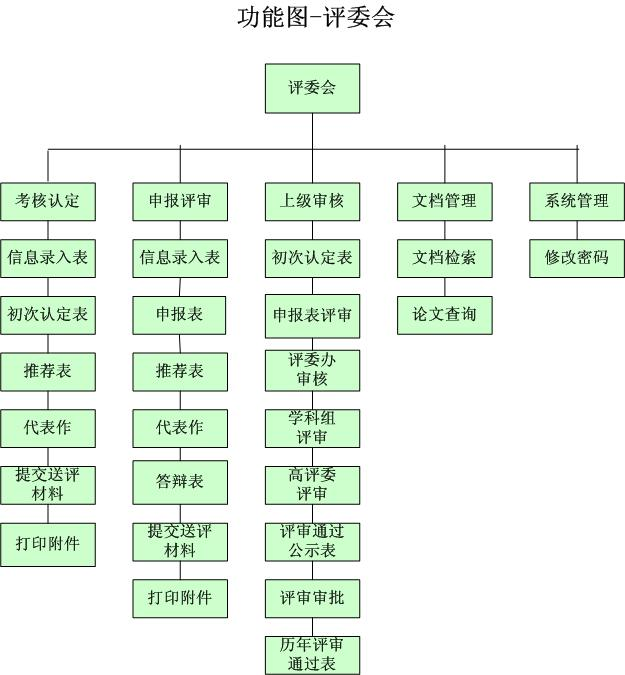 功能图-评委会
评委会
考核认定
申报评审
上级审核
文档管理
系统管理
信息录入表
信息录入表
初次认定表
文档检索
修改密码
初次认定表
申报表
申报表评审
论文查询
推荐表
推荐表
评委办
审核
代表作
代表作
学科组
评审
提交送评
材料
答辩表
高评委
评审
打印附件
提交送评
材料
评审通过
公示表
打印附件
评审审批
历年评审
通过表